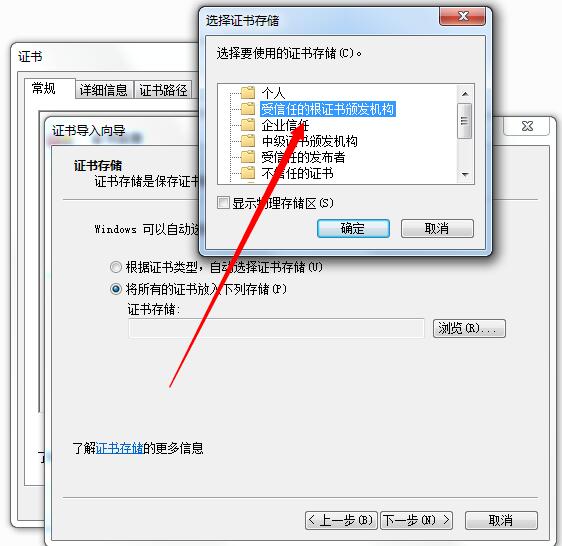 选择证书存储
选择要使用的证书存储(C)。
个人
受信任的根证书颁发机构
企业信任
中级证书颁发机构
受信任的发布者
不信任的证书
显示物理存储区(S)
确定
取消
证书
常规
详细信息
证书路径
证书导入向导
证书存储
证书存储是保存证书
Windows 可以自动选
根据证书类型，自动选择证书存储(U)
将所有的证书放入下列存储(P)
证书存储:
浏览(R)...
了解证书存储的更多信息
< 上一步(B)
下一步(N) >
取消